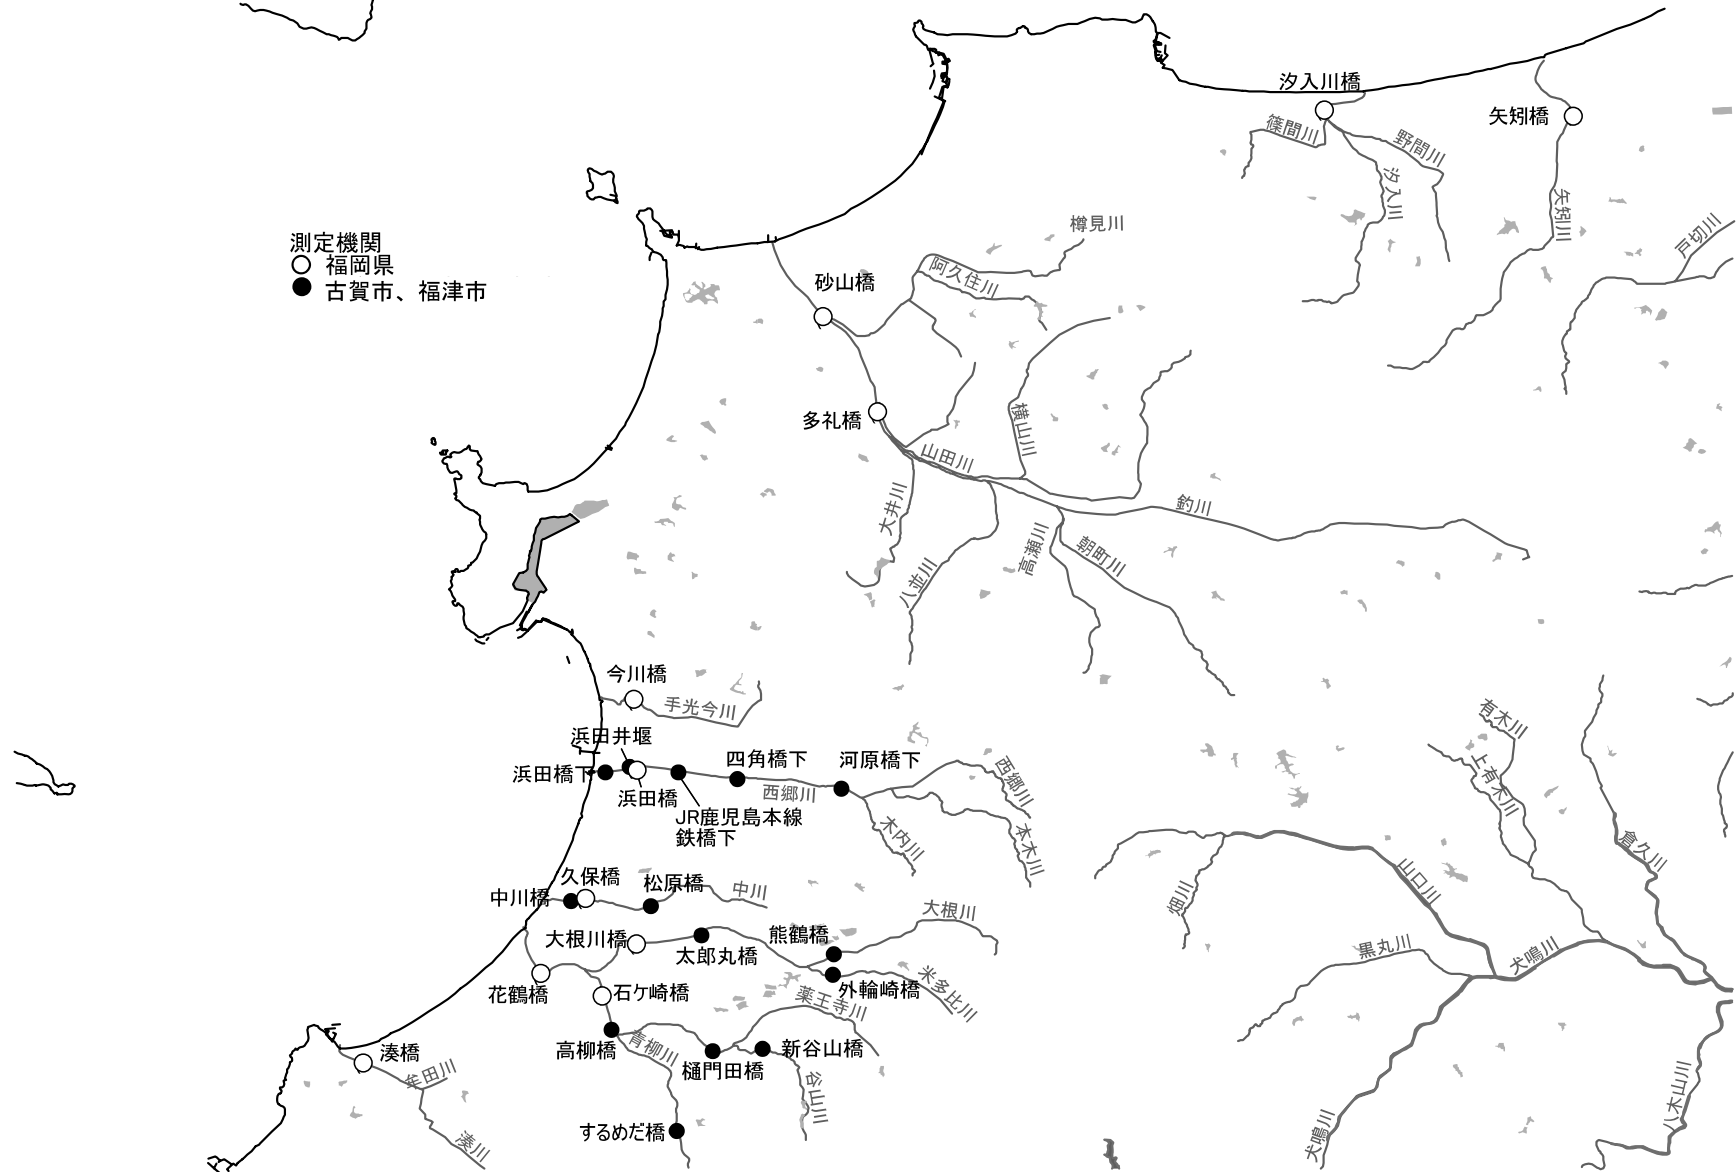 汐入川橋
矢矧橋
篠間川
野間川
汐入川
矢矧川
戸切川
樽見川
測定機関
福岡県
古賀市、福津市
阿久住川
砂山橋
多礼橋
横山川
山田川
大井川
釣川
高瀬川
朝町川
八並川
今川橋
手光今川
浜田井堰
浜田橋下
四角橋下
河原橋下
浜田橋
西郷川
西郷川
JR鹿児島本線
鉄橋下
木内川
本木川
有木川
上有木川
倉久川
山口川
畑川
中川橋
久保橋
松原橋
中川
大根川橋
太郎丸橋
熊鶴橋
大根川
黒丸川
犬鳴川
花鶴橋
石ケ崎橋
外輪崎橋
米多比川
薬王寺川
高柳橋
青柳川
樋門田橋
新谷山橋
谷山川
湊橋
牟田川
湊川
するめだ橋
犬鳴川
八木山川